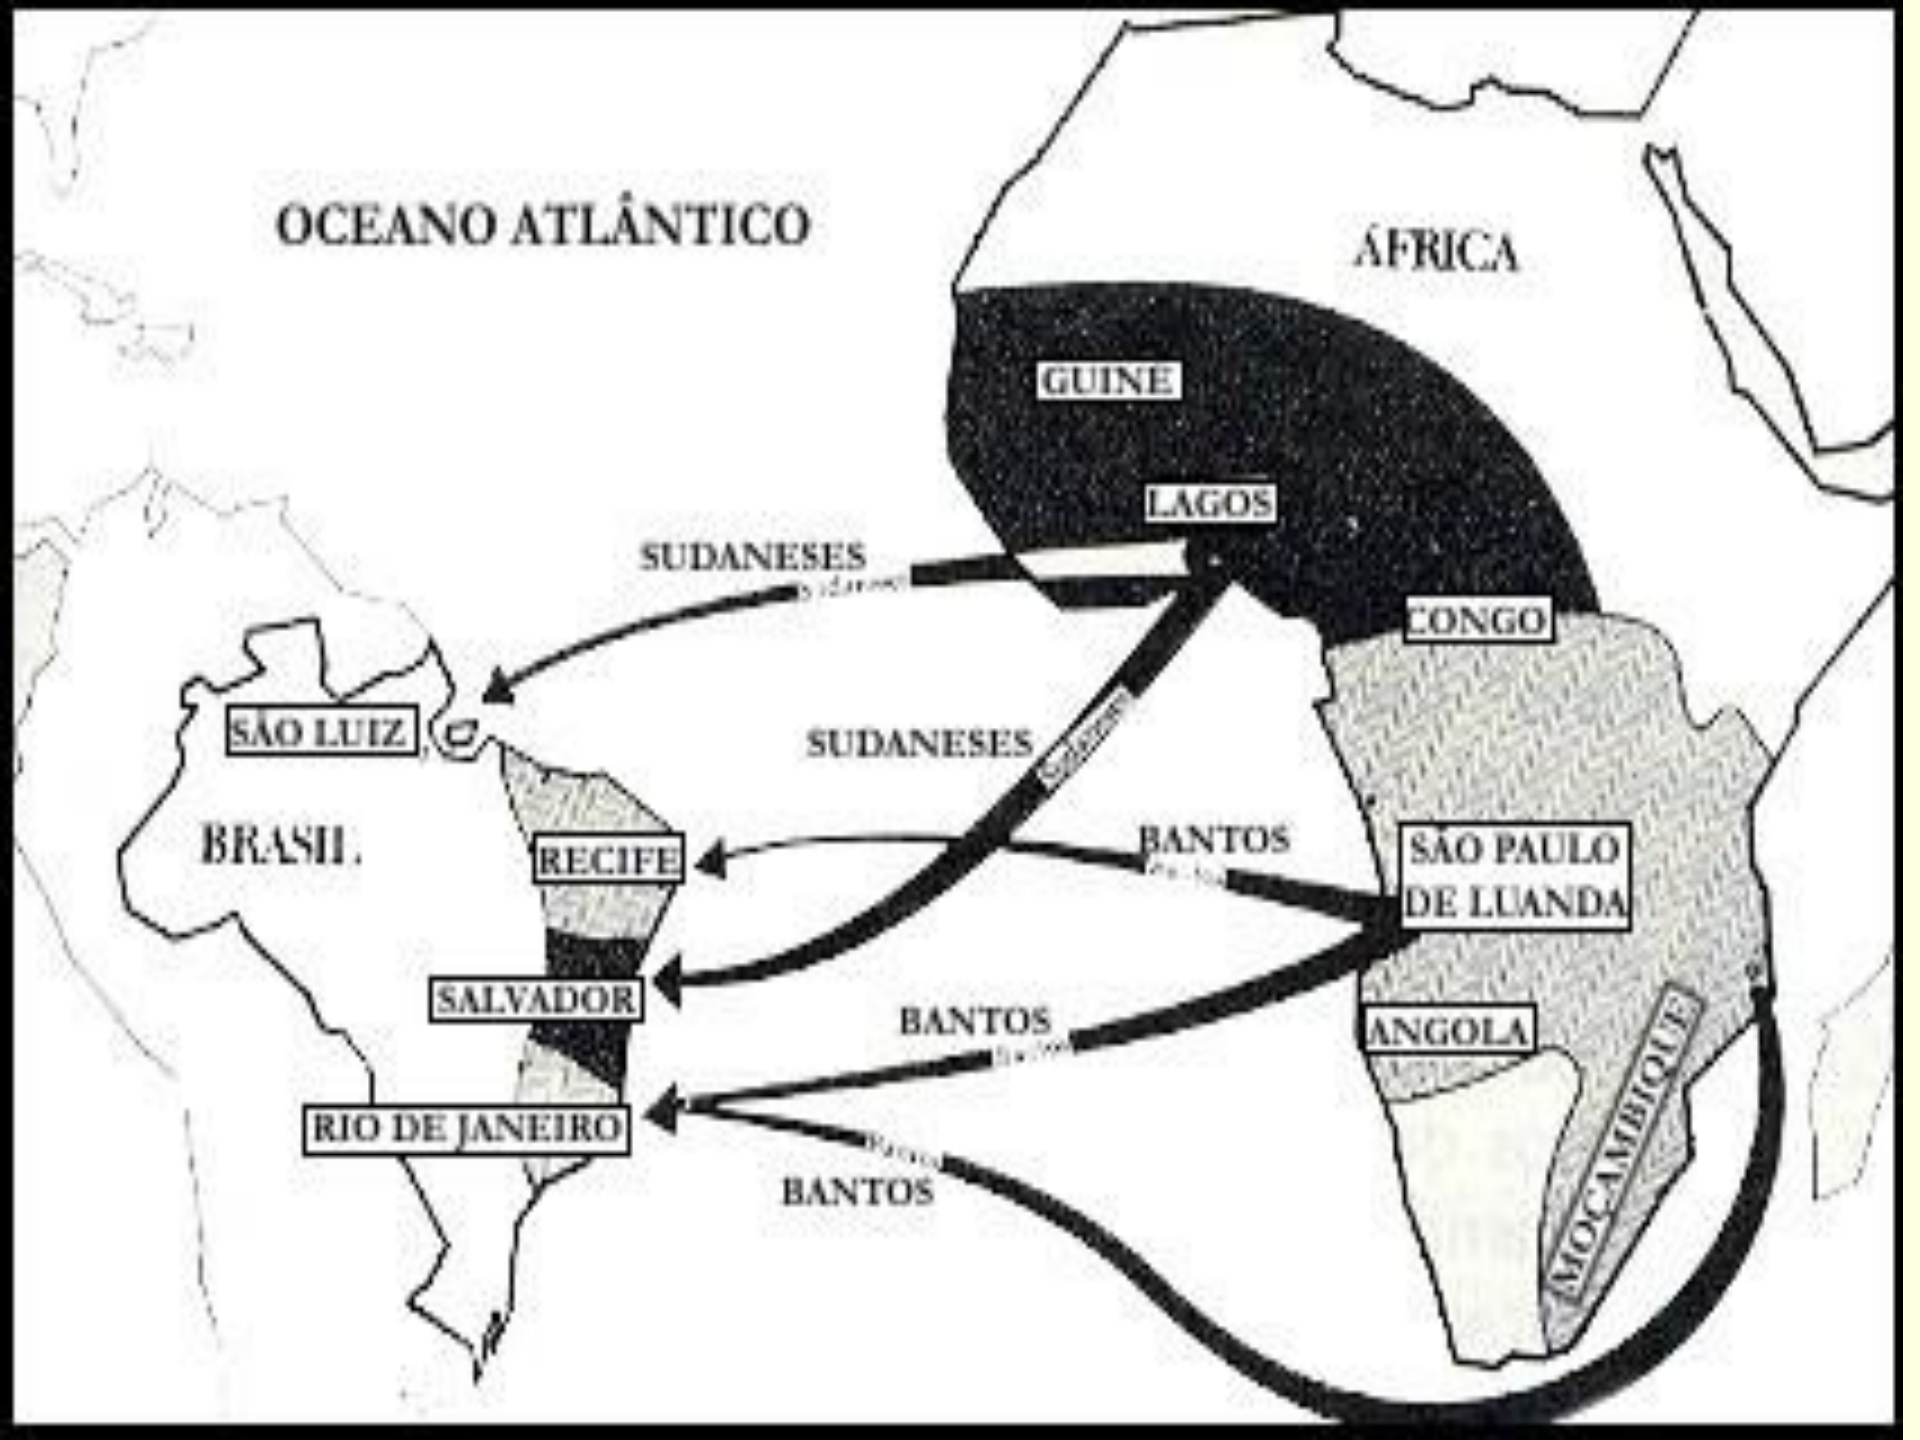 OCEANO ATLÂNTICO
ÁFRICA
GUINÉ
LAGOS
SUDANESES
CONGO
SÃO LUIZ
SUDANESES
BRASIL
RECIFE
BANTOS
SÃO PAULO
DE LUANDA
SALVADOR
BANTOS
ANGOLA
MOÇAMBIQUE
RIO DE JANEIRO
BANTOS